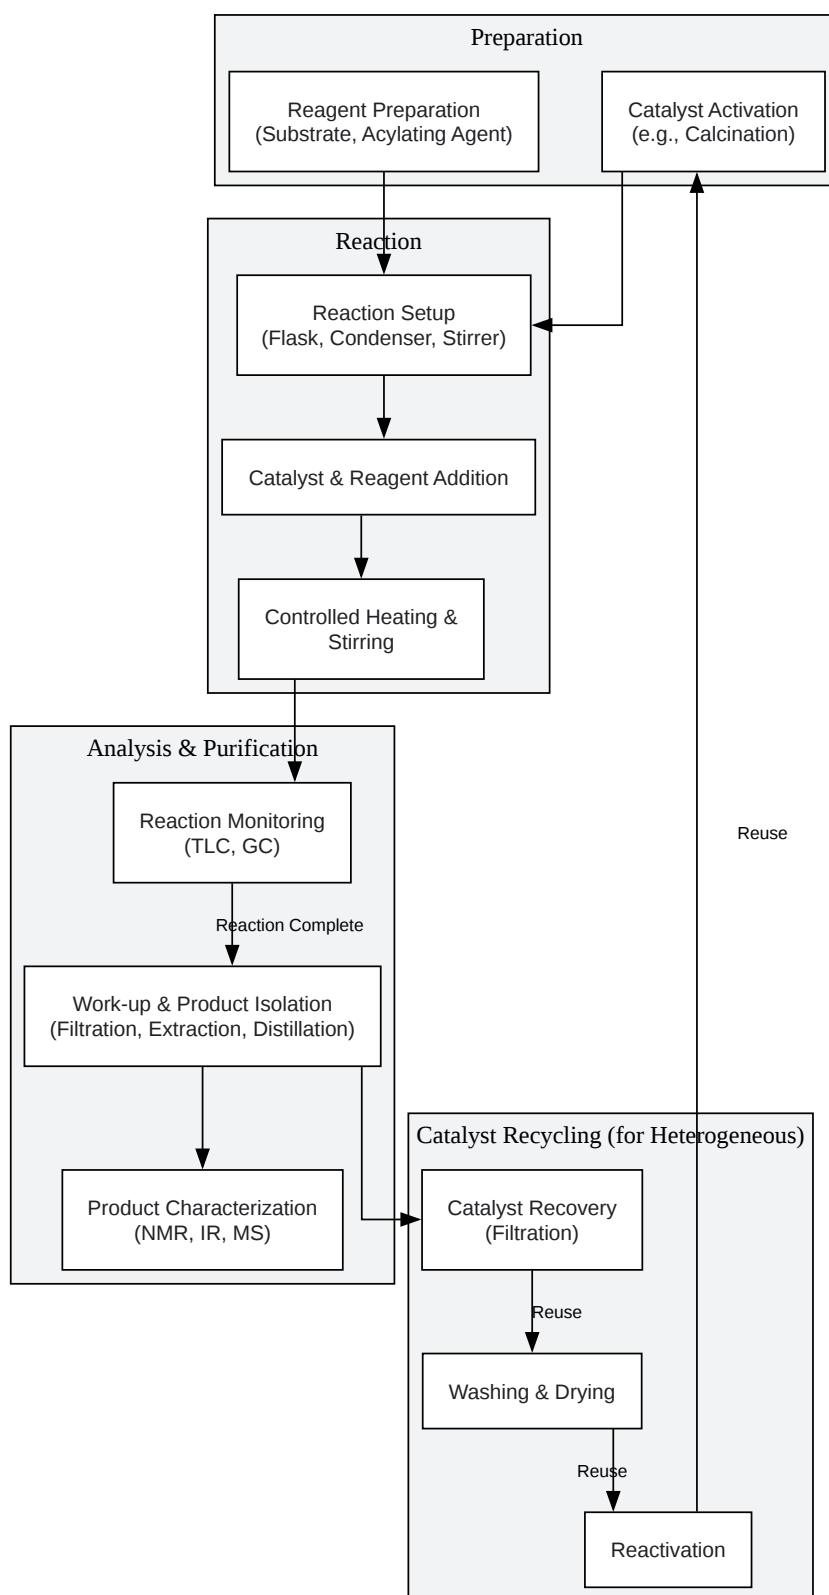 Preparation
Reagent Preparation
(Substrate, Acylating Agent)
Catalyst Activation
(e.g., Calcination)
Reaction
Reaction Setup
(Flask, Condenser, Stirrer)
Catalyst & Reagent Addition
Controlled Heating &
Stirring
Analysis & Purification
Reaction Monitoring
(TLC, GC)
Reuse
Reaction Complete
Work-up & Product Isolation
(Filtration, Extraction, Distillation)
Product Characterization
(NMR, IR, MS)
Catalyst Recycling (for Heterogeneous)
Catalyst Recovery
(Filtration)
Reuse
Washing & Drying
Reuse
Reactivation